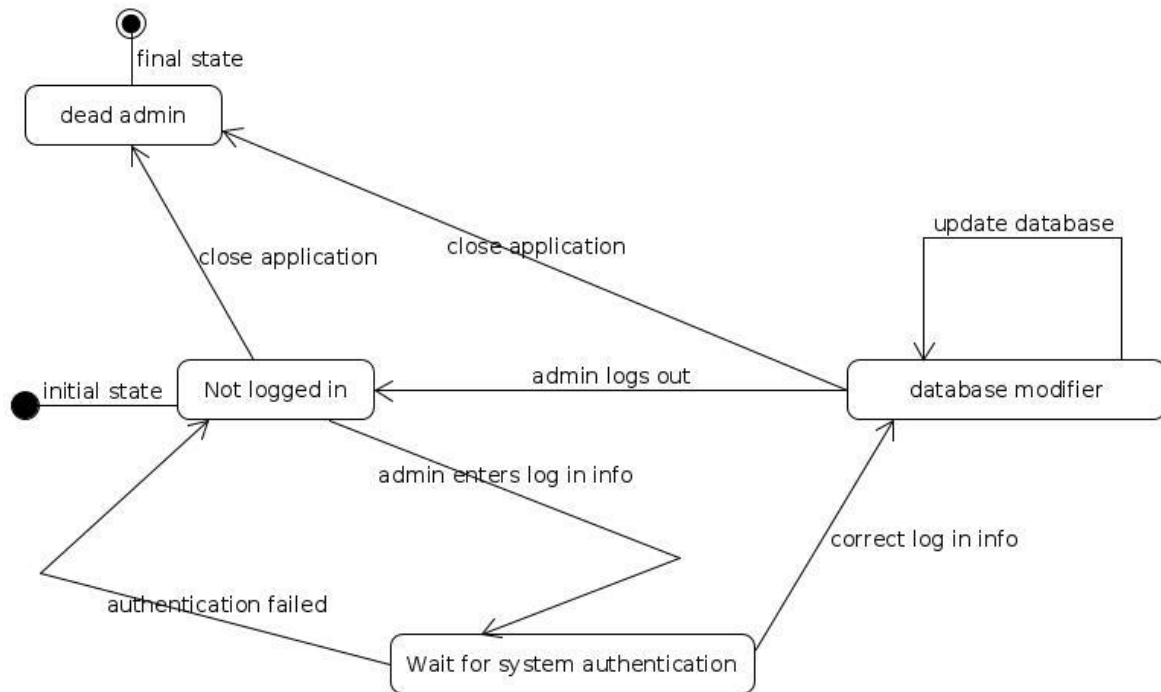 final state
dead admin
update database
close application
close application
admin logs out
initial state
Not logged in
database modifier
admin enters log in info
correct log in info
authentication failed
Wait for system authentication